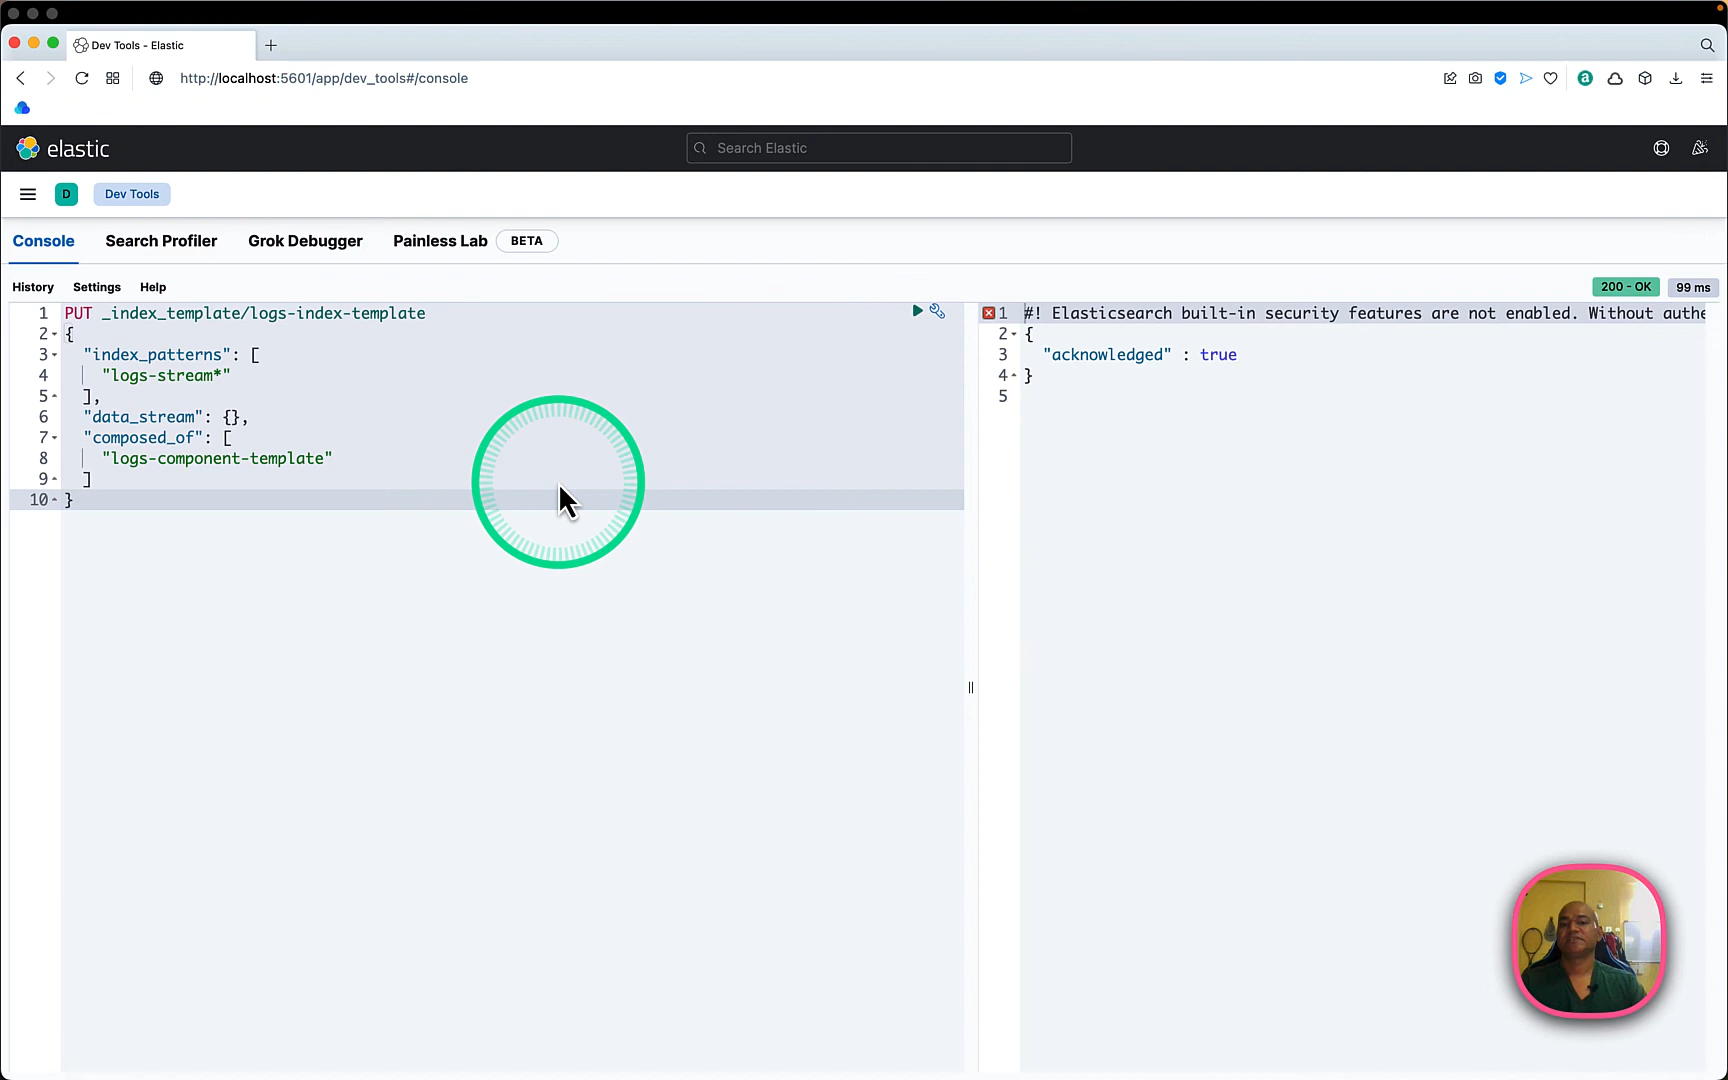 Dev Tools - Elastic
http://localhost:5601/app/dev_tools#/console
a
elastic
Search Elastic
D
Dev Tools
Console
Search Profiler
Grok Debugger
Painless Lab
BETA
History
Settings
Help
200 - OK
99 ms
1 PUT _index_template/logs-index-template
2 {
3 "index_patterns": [
4 "logs-stream*"
5 ],
6 "data_stream": {},
7 "composed_of": [
8 "logs-component-template"
9 ]
10 }
1 #! Elasticsearch built-in security features are not enabled. Without authe
2 {
3 "acknowledged" : true
4 }
5